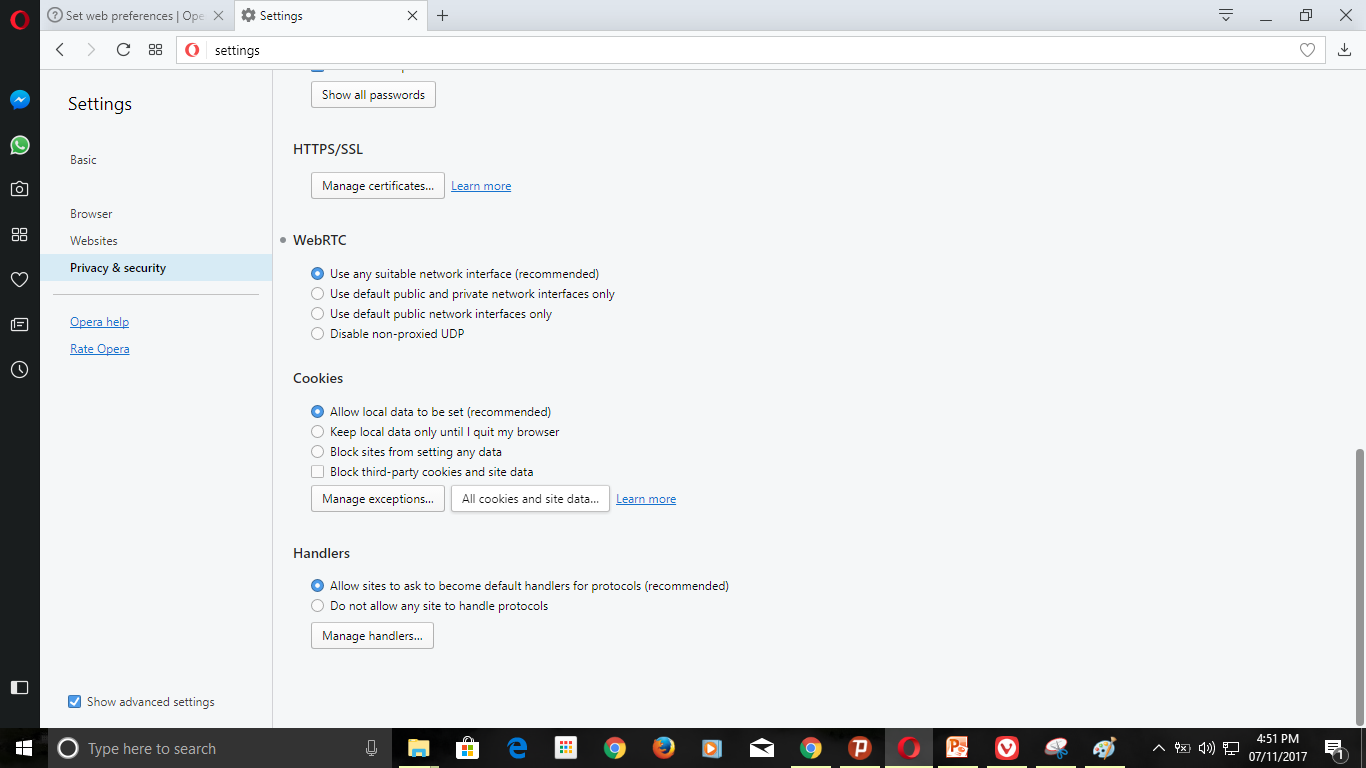 Set web preferences | Ope
Settings
settings
Settings
Basic
Browser
Websites
Privacy & security
Opera help
Rate Opera
Show advanced settings
Show all passwords
HTTPS/SSL
Manage certificates...
Learn more
WebRTC
Use any suitable network interface (recommended)
Use default public and private network interfaces only
Use default public network interfaces only
Disable non-proxied UDP
Cookies
Allow local data to be set (recommended)
Keep local data only until I quit my browser
Block sites from setting any data
Block third-party cookies and site data
Manage exceptions...
All cookies and site data...
Learn more
Handlers
Allow sites to ask to become default handlers for protocols (recommended)
Do not allow any site to handle protocols
Manage handlers...
Type here to search
4:51 PM
07/11/2017
1